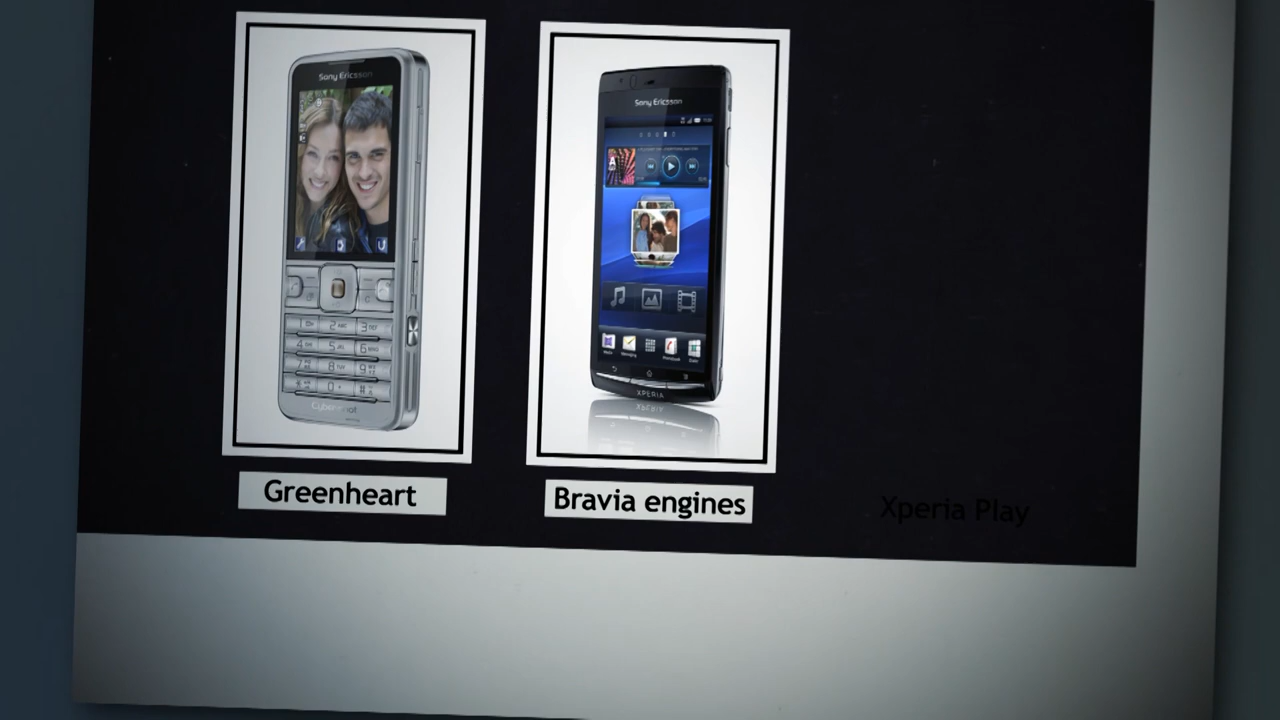 Sony Ericsson
Sony Ericsson
XPERIA
Greenheart
Bravia engines
Xperia Play